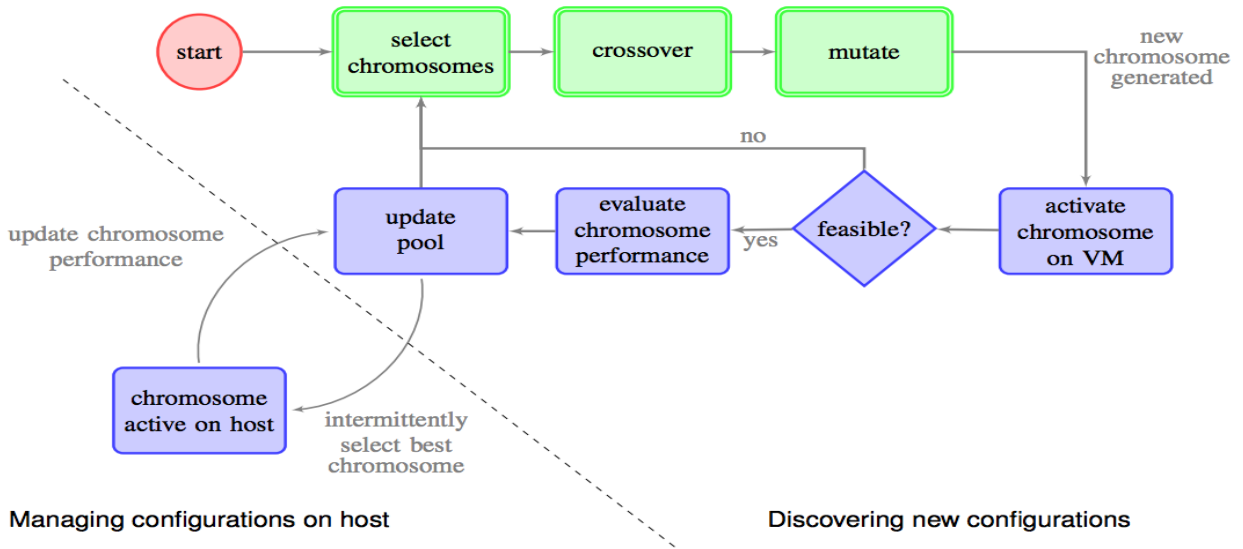 start
select
chromosomes
crossover
mutate
new
chromosome
generated
no
update
pool
evaluate
chromosome
performance
yes
feasible?
activate
chromosome
on VM
update chromosome
performance
chromosome
active on host
intermittently
select best
chromosome
Managing configurations on host
Discovering new configurations